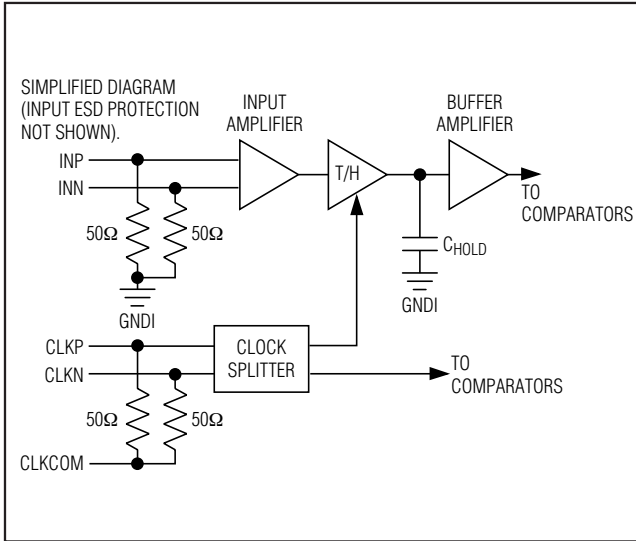 SIMPLIFIED DIAGRAM
(INPUT ESD PROTECTION
NOT SHOWN).
INPUT
AMPLIFIER
BUFFER
AMPLIFIER
INP
INN
T/H
TO
COMPARATORS
50Ω
50Ω
CHOLD
GNDI
GNDI
CLKP
CLKN
CLOCK
SPLITTER
TO
COMPARATORS
50Ω
50Ω
CLKCOM